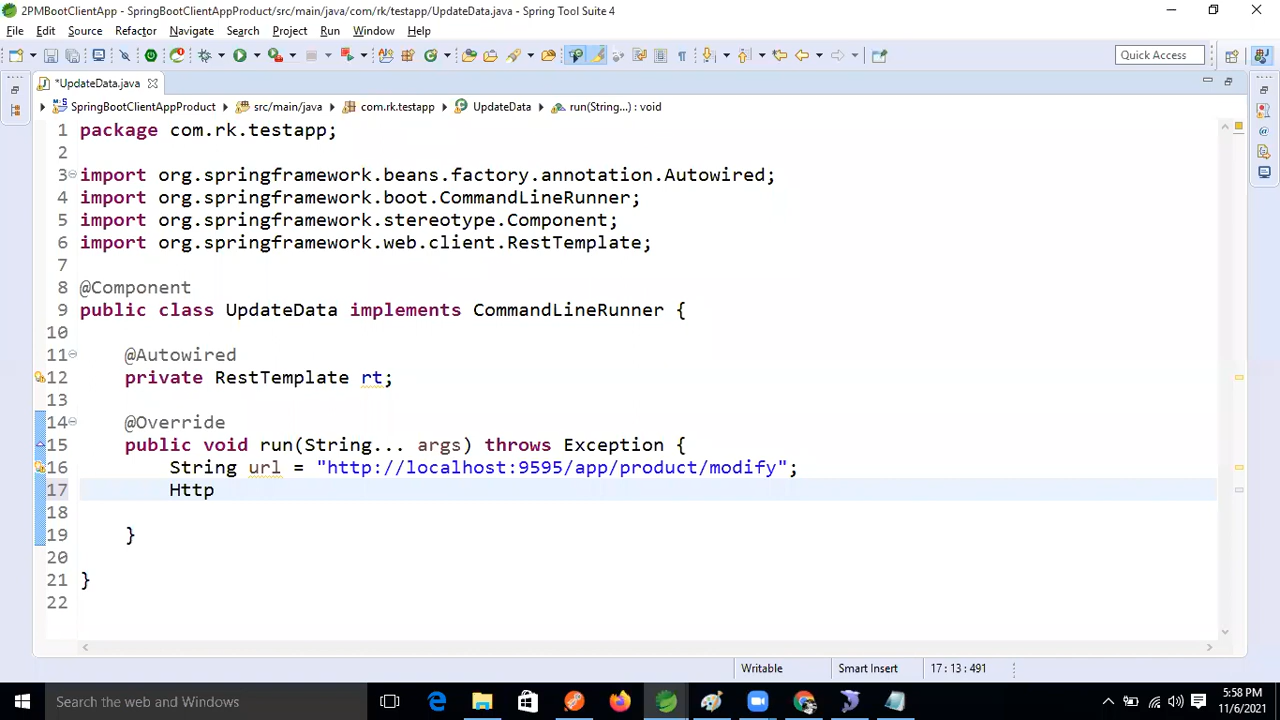 2PMBootClientApp - SpringBootClientAppProduct/src/main/java/com/rk/testapp/UpdateData.java - Spring Tool Suite 4
File Edit Source Refactor Navigate Search Project Run Window Help
Quick Access
*UpdateData.java
SpringBootClientAppProduct src/main/java com.rk.testapp UpdateData run(String...) : void
1 package com.rk.testapp;
2
3 import org.springframework.beans.factory.annotation.Autowired;
4 import org.springframework.boot.CommandLineRunner;
5 import org.springframework.stereotype.Component;
6 import org.springframework.web.client.RestTemplate;
7
8 @Component
9 public class UpdateData implements CommandLineRunner {
10
11 @Autowired
12 private RestTemplate rt;
13
14 @Override
15 public void run(String... args) throws Exception {
16 String url = "http://localhost:9595/app/product/modify";
17 Http
18
19 }
20
21 }
22
Writable Smart Insert 17 : 13 : 491
Search the web and Windows
5:58 PM
11/6/2021